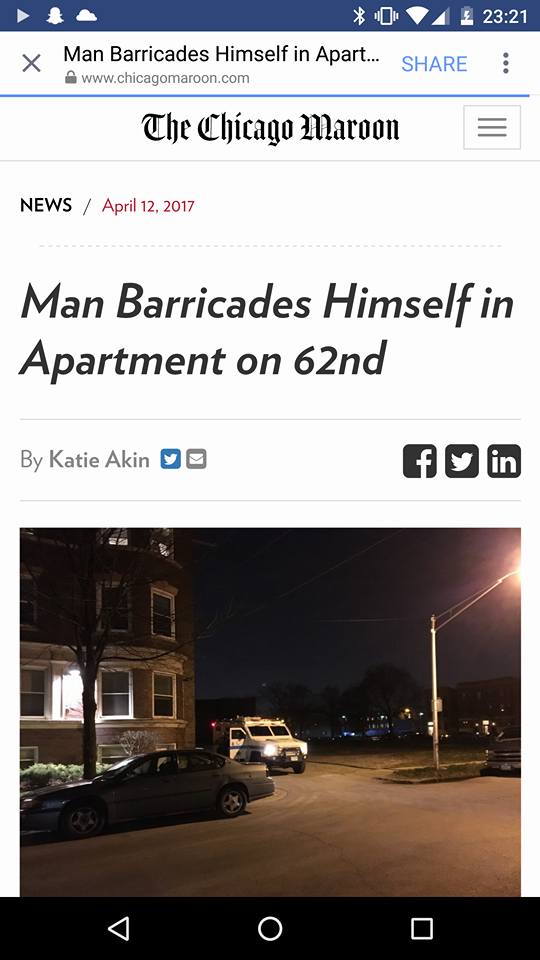 23:21
Man Barricades Himself in Apart...
www.chicagomaroon.com
SHARE
The Chicago Maroon
NEWS / April 12, 2017
Man Barricades Himself in
Apartment on 62nd
By Katie Akin